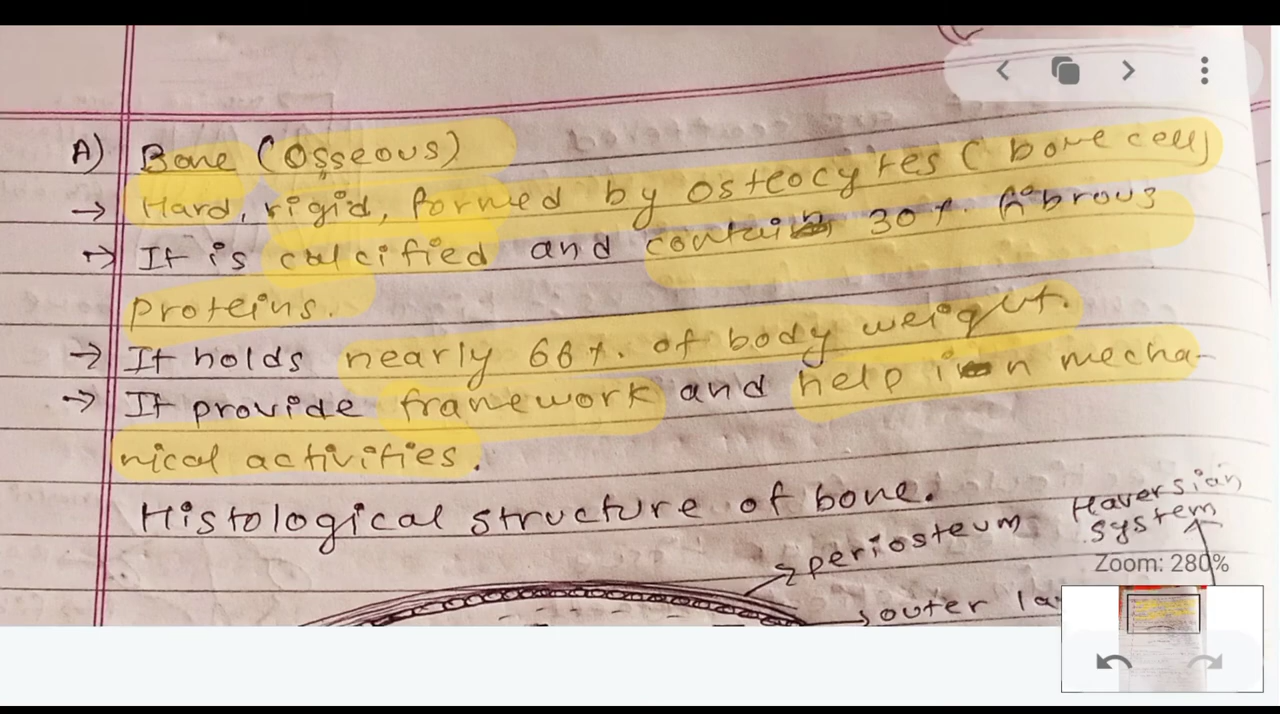 A) Bone (Osseous)
→ Hard, rigid, formed by osteocytes (bone cell)
→ It is calcified and contain 30%. fibrous
proteins.
→ It holds nearly 66%. of body weight.
→ It provide framework and help in mecha-
nical activities.
Histological structure of bone.
Haversian
system
periosteum
Zoom: 280%
outer la